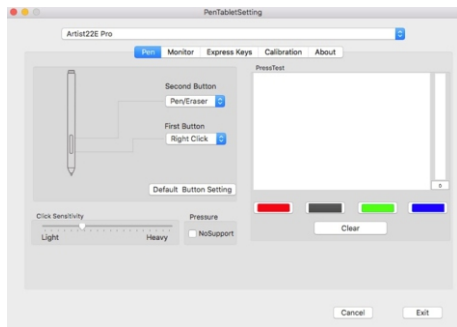 PenTabletSetting
Artist22E Pro
Pen Monitor Express Keys Calibration About
Second Button
Pen/Eraser
First Button
Right Click
Default Button Setting
Click Sensitivity
Light Heavy
Pressure
NoSupport
PressTest
0
Clear
Cancel Exit